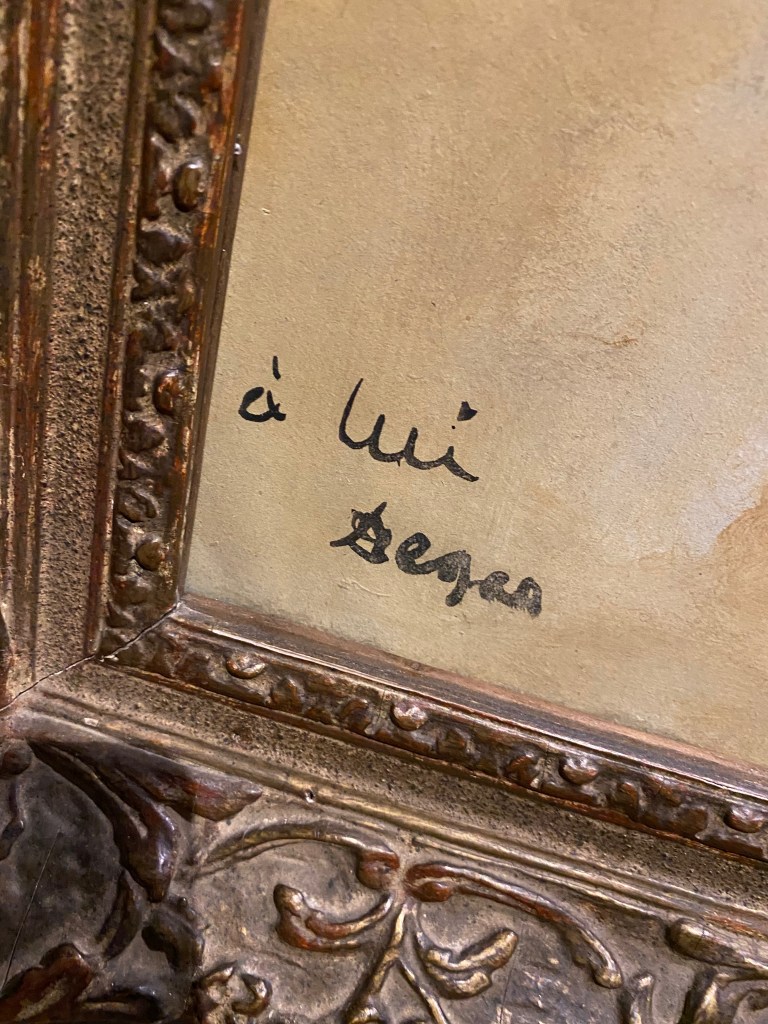 à lui
Degas